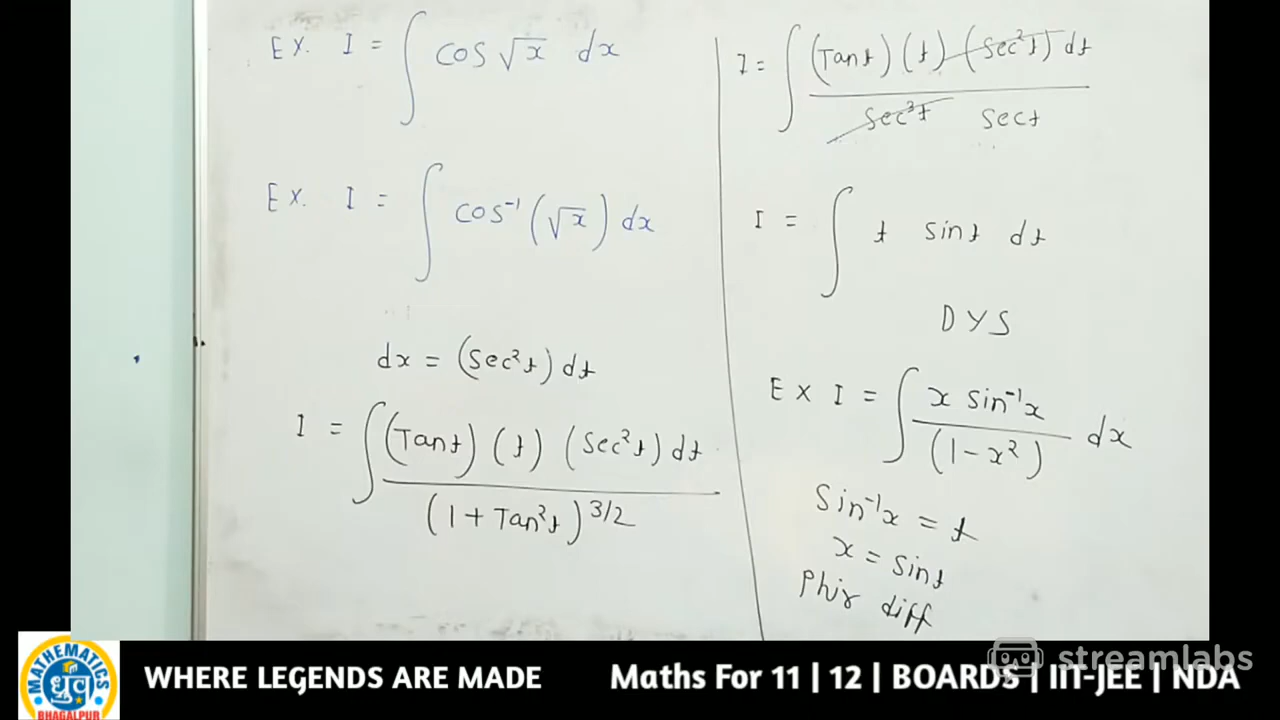 EX. I = ∫ cos √x dx
EX. I = ∫ cos⁻¹ (√x) dx
dx = (sec²t) dt
I = ∫ (Tant) (t) (sec²t) dt / (1 + Tan²t)^3/2
I = ∫ (Tant) (t) (sec²t) dt / sec²t sect
I = ∫ t sint dt
DYS
EX I = ∫ x sin⁻¹x / (1 - x²) dx
Sin⁻¹x = t
x = sint
Phir diff
MATHEMATICS
ध्रुव
BHAGALPUR
WHERE LEGENDS ARE MADE
Maths For 11 | 12 | BOARDS | IIT-JEE | NDA
streamlabs